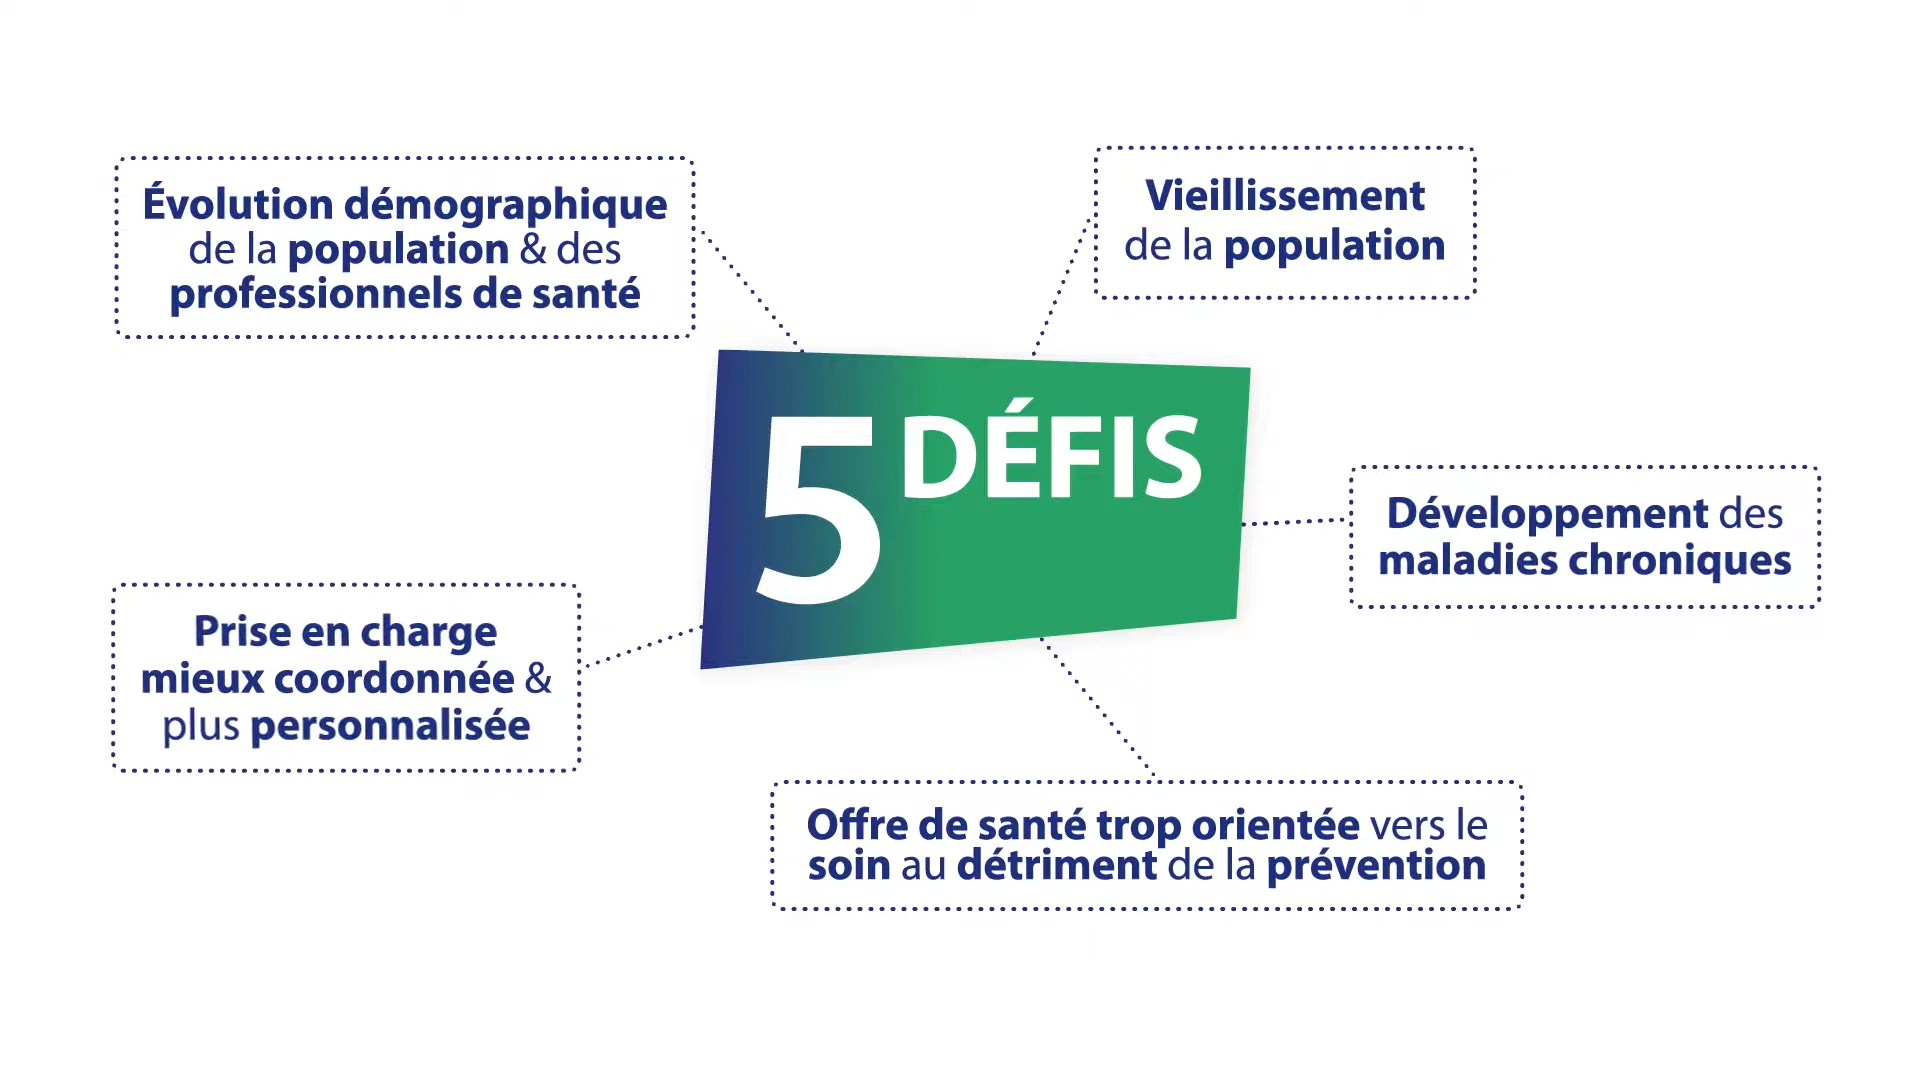 Évolution démographique
de la population & des
professionnels de santé
Vieillissement
de la population
5 DÉFIS
Développement des
maladies chroniques
Prise en charge
mieux coordonnée &
plus personnalisée
Offre de santé trop orientée vers le
soin au détriment de la prévention